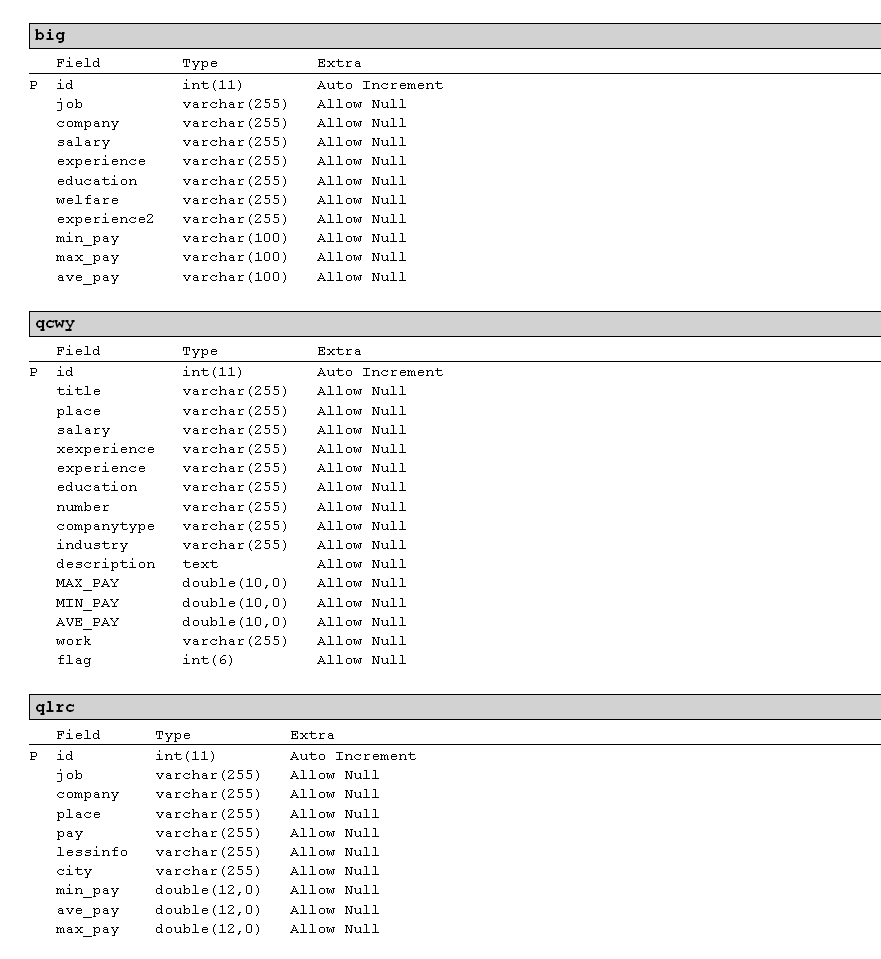 big
Field Type Extra
P id int(11) Auto Increment
job varchar(255) Allow Null
company varchar(255) Allow Null
salary varchar(255) Allow Null
experience varchar(255) Allow Null
education varchar(255) Allow Null
welfare varchar(255) Allow Null
experience2 varchar(255) Allow Null
min_pay varchar(100) Allow Null
max_pay varchar(100) Allow Null
ave_pay varchar(100) Allow Null
qcwy
Field Type Extra
P id int(11) Auto Increment
title varchar(255) Allow Null
place varchar(255) Allow Null
salary varchar(255) Allow Null
xexperience varchar(255) Allow Null
experience varchar(255) Allow Null
education varchar(255) Allow Null
number varchar(255) Allow Null
companytype varchar(255) Allow Null
industry varchar(255) Allow Null
description text Allow Null
MAX_PAY double(10,0) Allow Null
MIN_PAY double(10,0) Allow Null
AVE_PAY double(10,0) Allow Null
work varchar(255) Allow Null
flag int(6) Allow Null
qlrc
Field Type Extra
P id int(11) Auto Increment
job varchar(255) Allow Null
company varchar(255) Allow Null
place varchar(255) Allow Null
pay varchar(255) Allow Null
lessinfo varchar(255) Allow Null
city varchar(255) Allow Null
min_pay double(12,0) Allow Null
ave_pay double(12,0) Allow Null
max_pay double(12,0) Allow Null